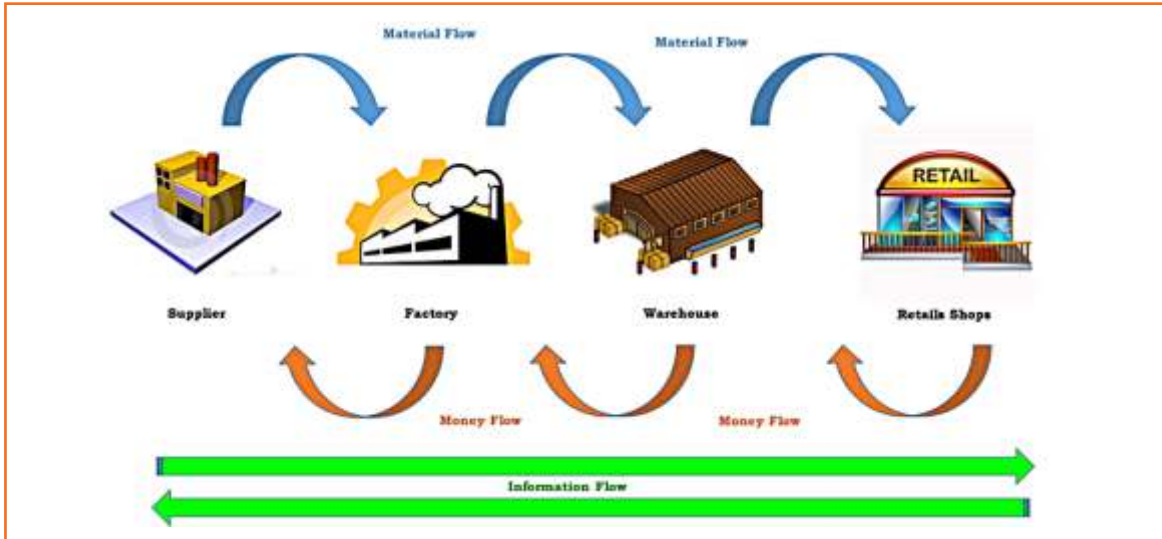 Material Flow
Material Flow
RETAIL
Supplier
Factory
Warehouse
Retails Shops
Money Flow
Money Flow
Information Flow